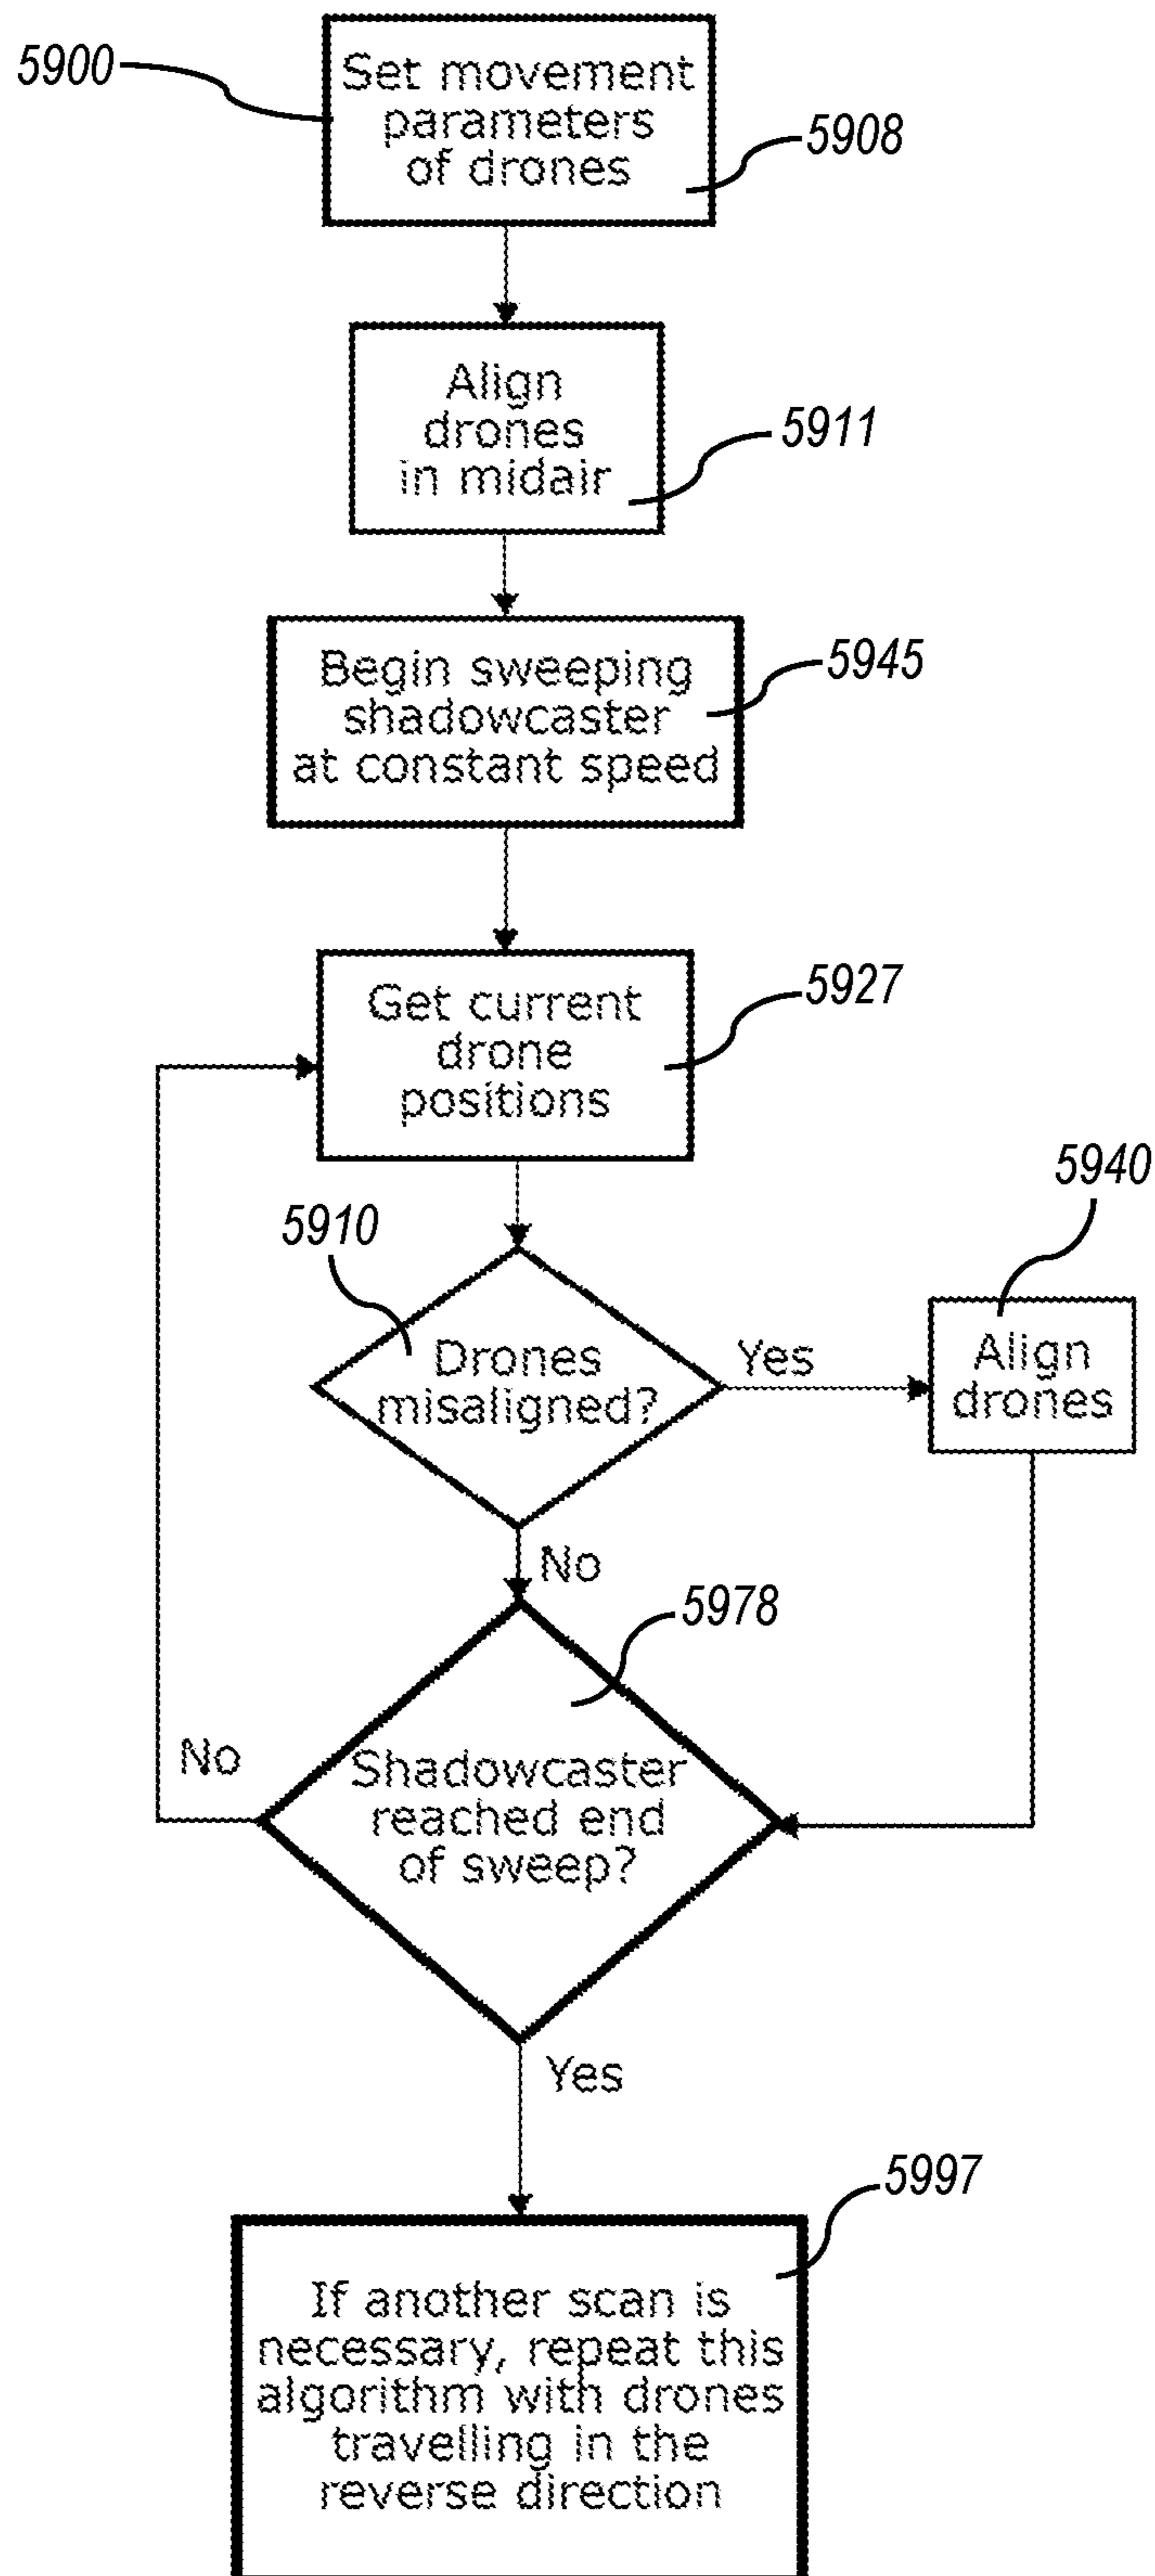 5900
Set movement
parameters
of drones
5908
Align
drones
in midair
5911
Begin sweeping
shadowcaster
at constant speed
5945
Get current
drone
positions
5927
5910
Drones
misaligned?
Yes
5940
Align
drones
No
5978
Shadowcaster
reached end
of sweep?
No
Yes
5997
If another scan is
necessary, repeat this
algorithm with drones
travelling in the
reverse direction